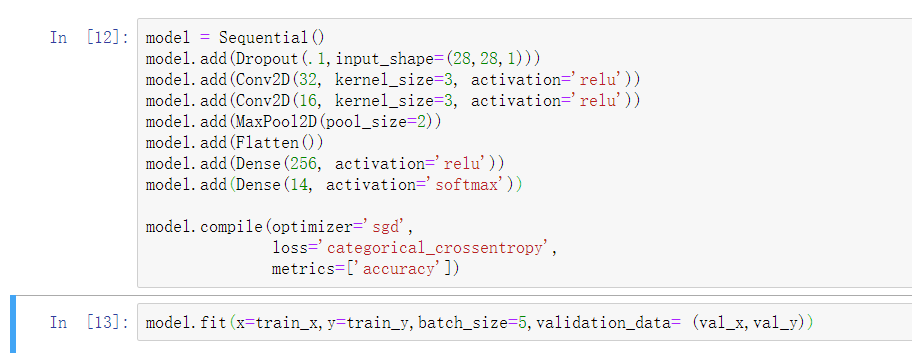 In [12]: model = Sequential()
model.add(Dropout(.1,input_shape=(28,28,1)))
model.add(Conv2D(32, kernel_size=3, activation='relu'))
model.add(Conv2D(16, kernel_size=3, activation='relu'))
model.add(MaxPool2D(pool_size=2))
model.add(Flatten())
model.add(Dense(256, activation='relu'))
model.add(Dense(14, activation='softmax'))
model.compile(optimizer='sgd',
loss='categorical_crossentropy',
metrics=['accuracy'])
In [13]: model.fit(x=train_x,y=train_y,batch_size=5,validation_data= (val_x,val_y))